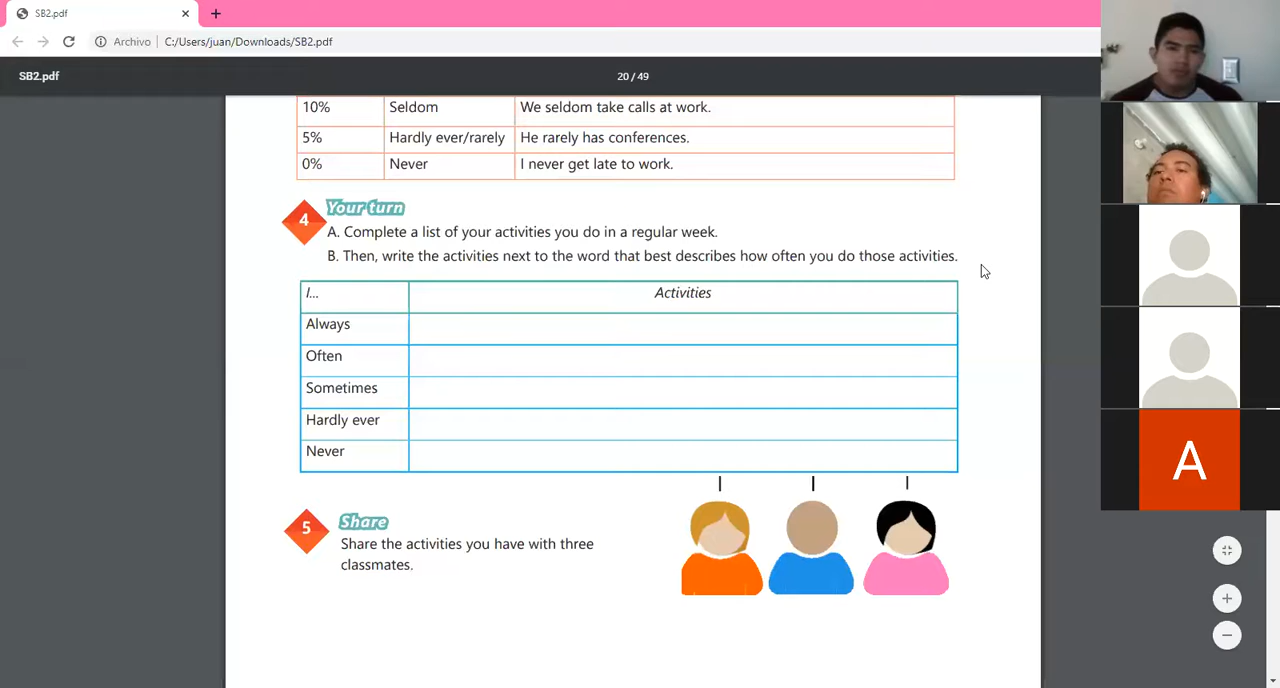 SB2.pdf
Archivo C:/Users/juan/Downloads/SB2.pdf
SB2.pdf 20 / 49
10% Seldom We seldom take calls at work.
5% Hardly ever/rarely He rarely has conferences.
0% Never I never get late to work.
4 Your turn
A. Complete a list of your activities you do in a regular week.
B. Then, write the activities next to the word that best describes how often you do those activities.
I... Activities
Always
Often
Sometimes
Hardly ever
Never
5 Share
Share the activities you have with three
classmates.
A